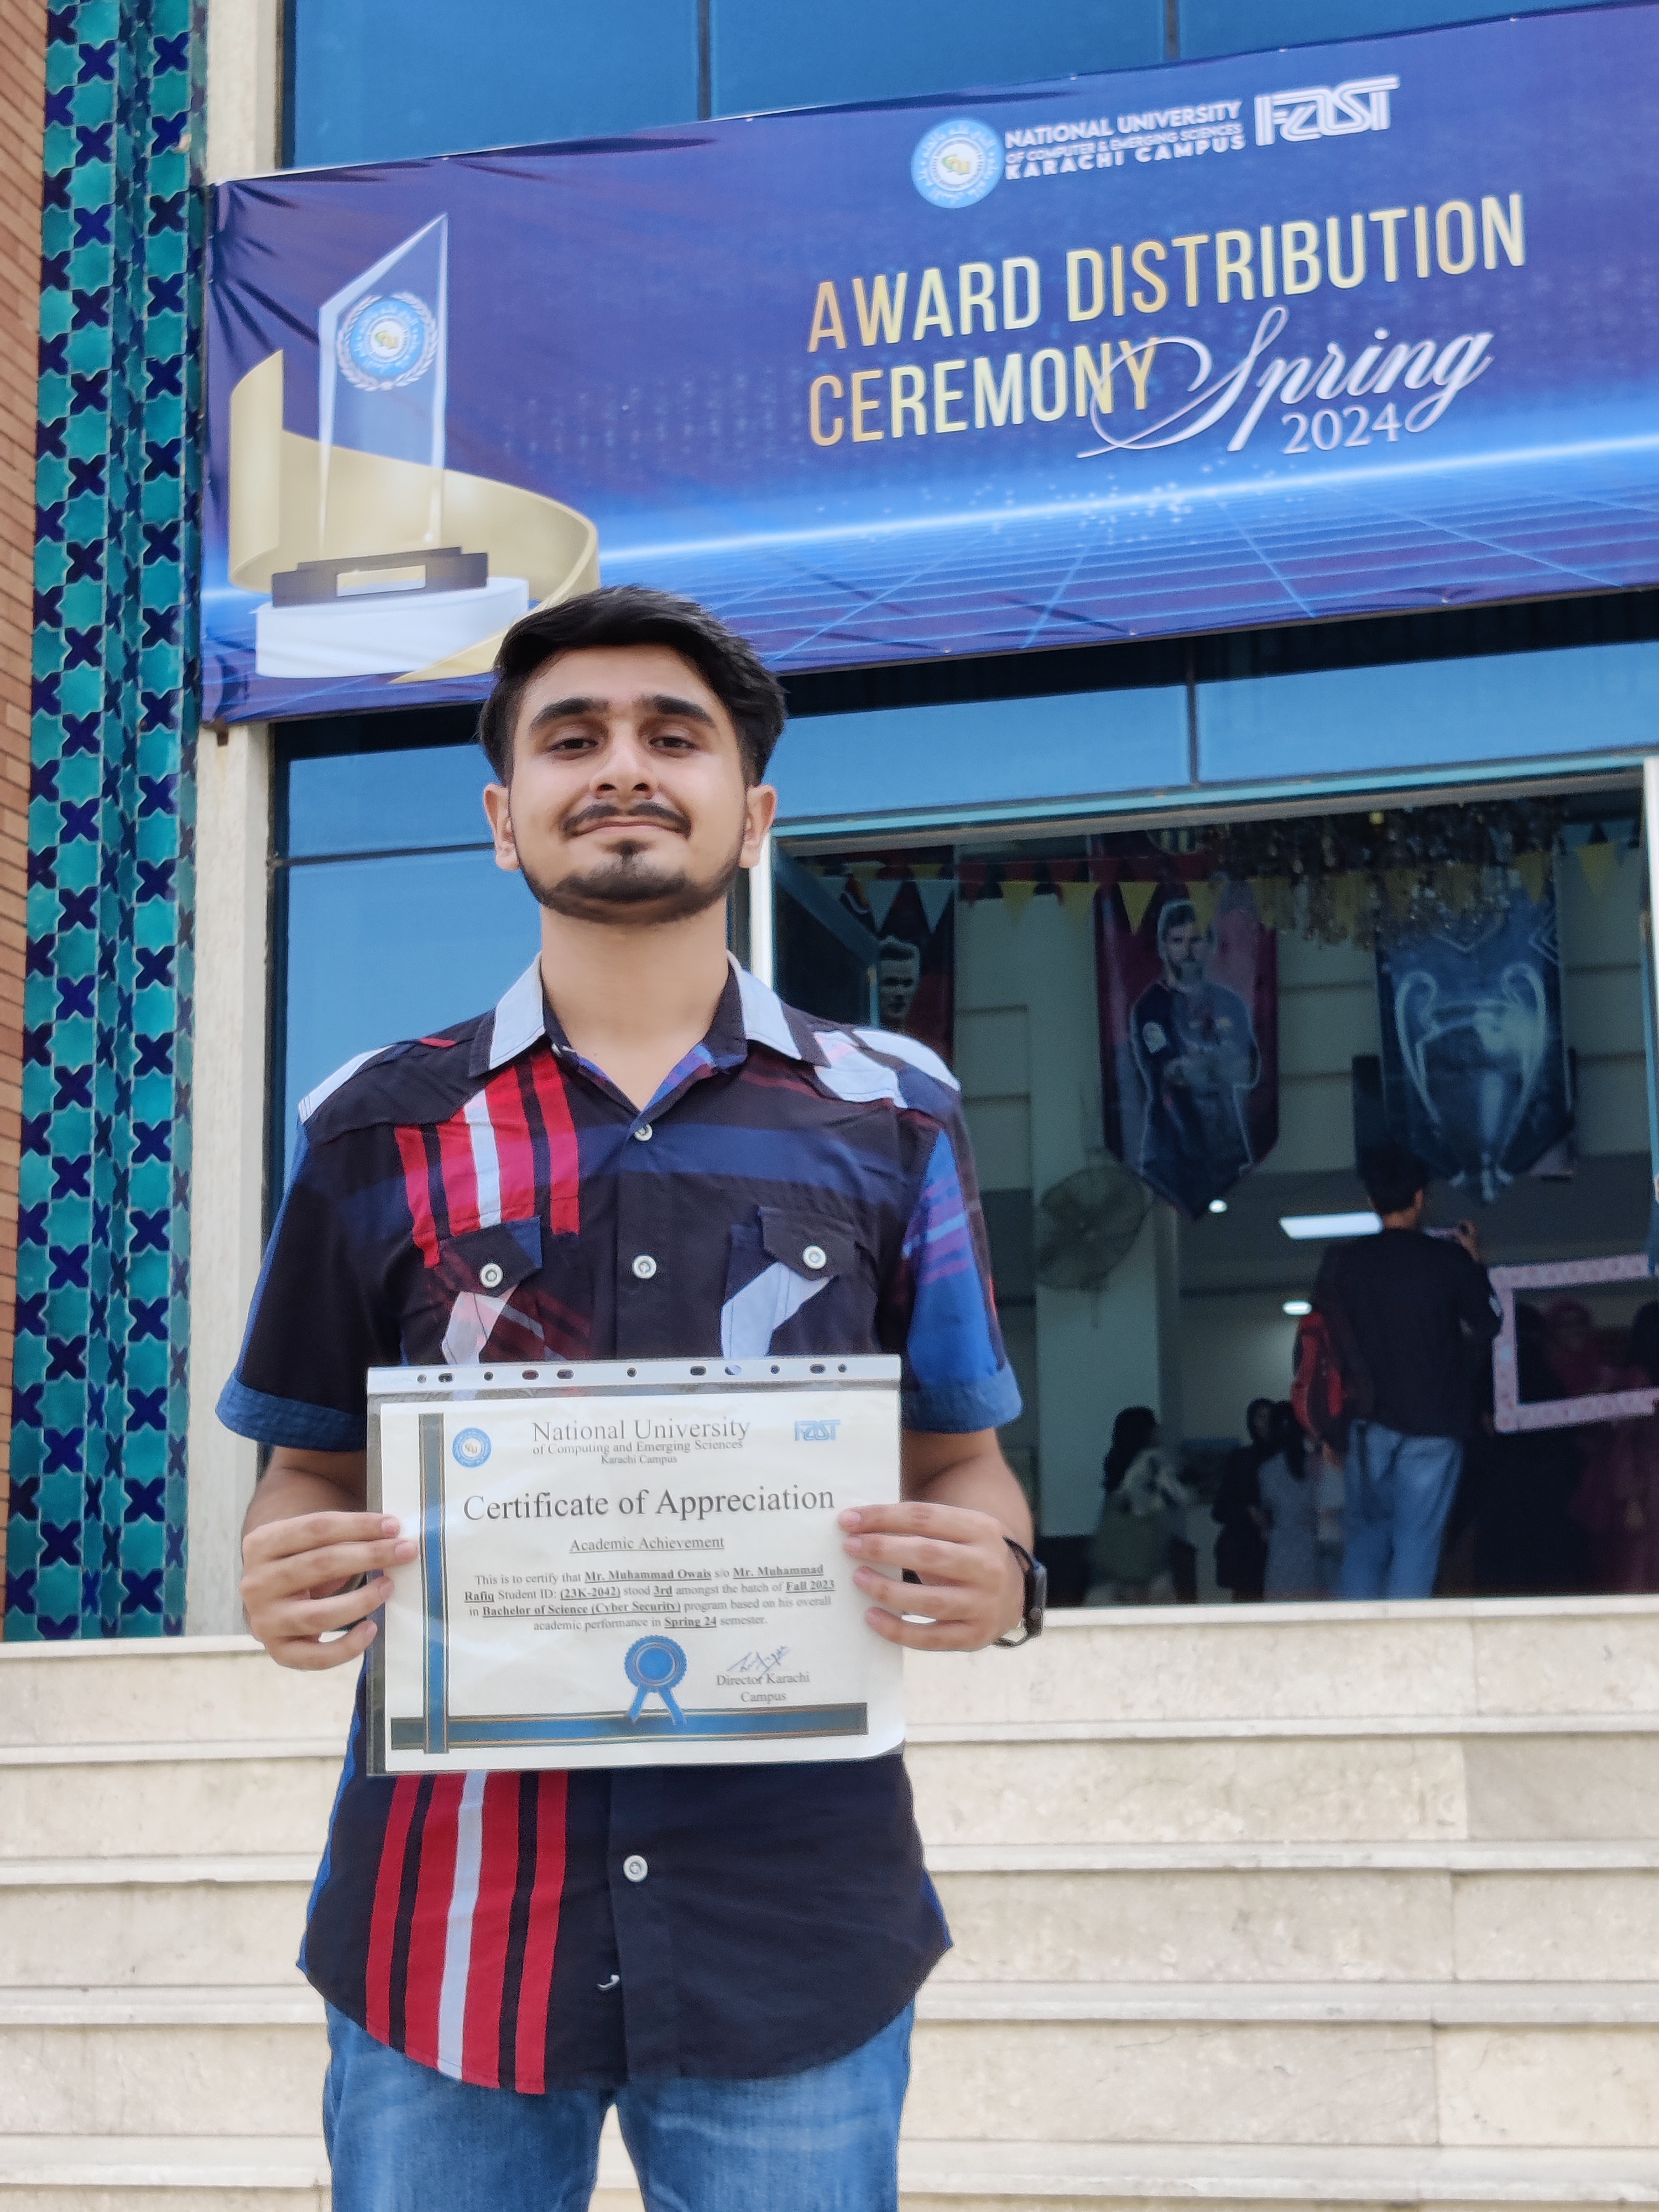 NATIONAL UNIVERSITY
OF COMPUTER & EMERGING SCIENCES
KARACHI CAMPUS
FAST
AWARD DISTRIBUTION
CEREMONY Spring
2024
National University
of Computing and Emerging Sciences
Karachi Campus
FAST
Certificate of Appreciation
Academic Achievement
This is to certify that Mr. Muhammad Owais s/o Mr. Muhammad
Rafiq Student ID: (23K-2042) stood 3rd amongst the batch of Fall 2023
in Bachelor of Science (Cyber Security) program based on his overall
academic performance in Spring 24 semester.
Director Karachi
Campus